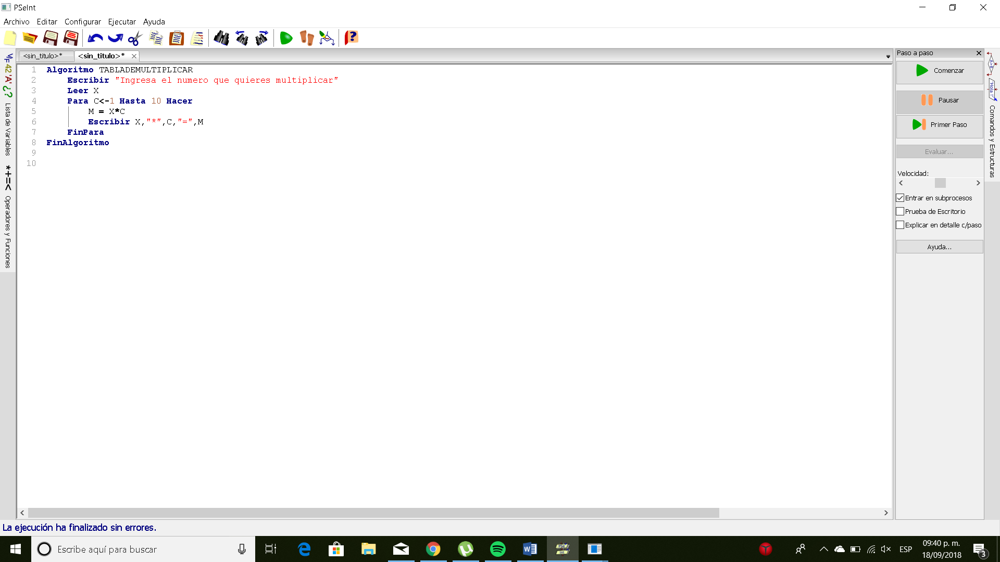 PSeInt
Archivo Editar Configurar Ejecutar Ayuda
<sin_titulo>* <sin_titulo>*
1 Algoritmo TABLADEMULTIPLICAR
2 Escribir "Ingresa el numero que quieres multiplicar"
3 Leer X
4 Para C<-1 Hasta 10 Hacer
5 M = X*C
6 Escribir X,"*",C,"=",M
7 FinPara
8 FinAlgoritmo
9
10
Lista de Variables
*+=<
Operadores y Funciones
Paso a paso
Comenzar
Pausar
Primer Paso
Evaluar...
Velocidad:
Entrar en subprocesos
Prueba de Escritorio
Explicar en detalle c/paso
Ayuda...
Comandos y Estructuras
La ejecución ha finalizado sin errores.
Escribe aquí para buscar
ESP
09:40 p. m.
18/09/2018
3